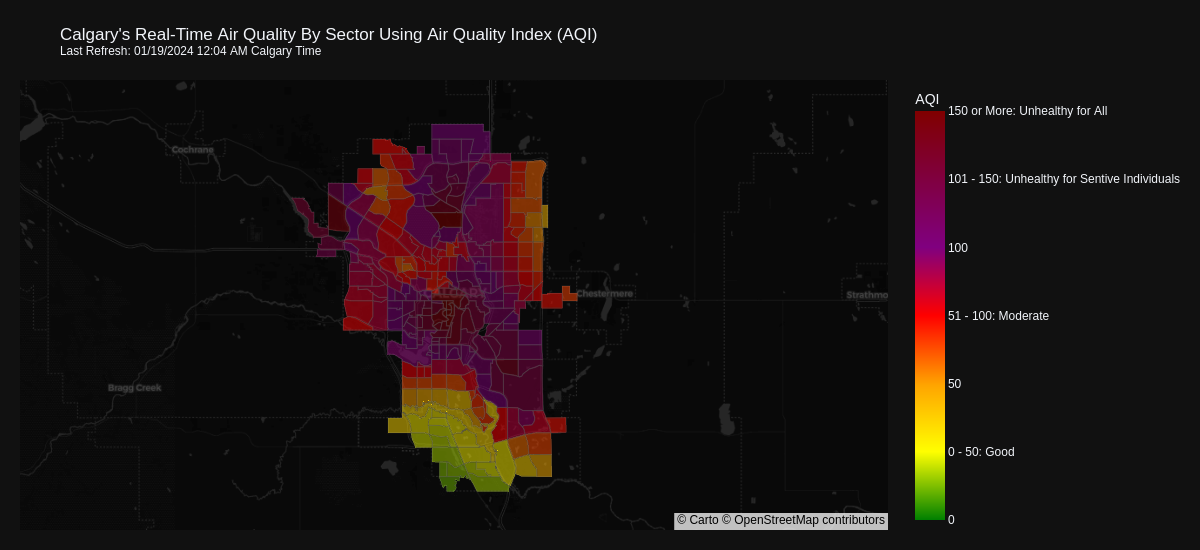 Calgary's Real-Time Air Quality By Sector Using Air Quality Index (AQI)
Last Refresh: 01/19/2024 12:04 AM Calgary Time
AQI
150 or More: Unhealthy for All
Cochrane
101 - 150: Unhealthy for Sentive Individuals
100
CALGARY
Chestermere
Strathmo
51 - 100: Moderate
50
Bragg Creek
0 - 50: Good
0
© Carto © OpenStreetMap contributors